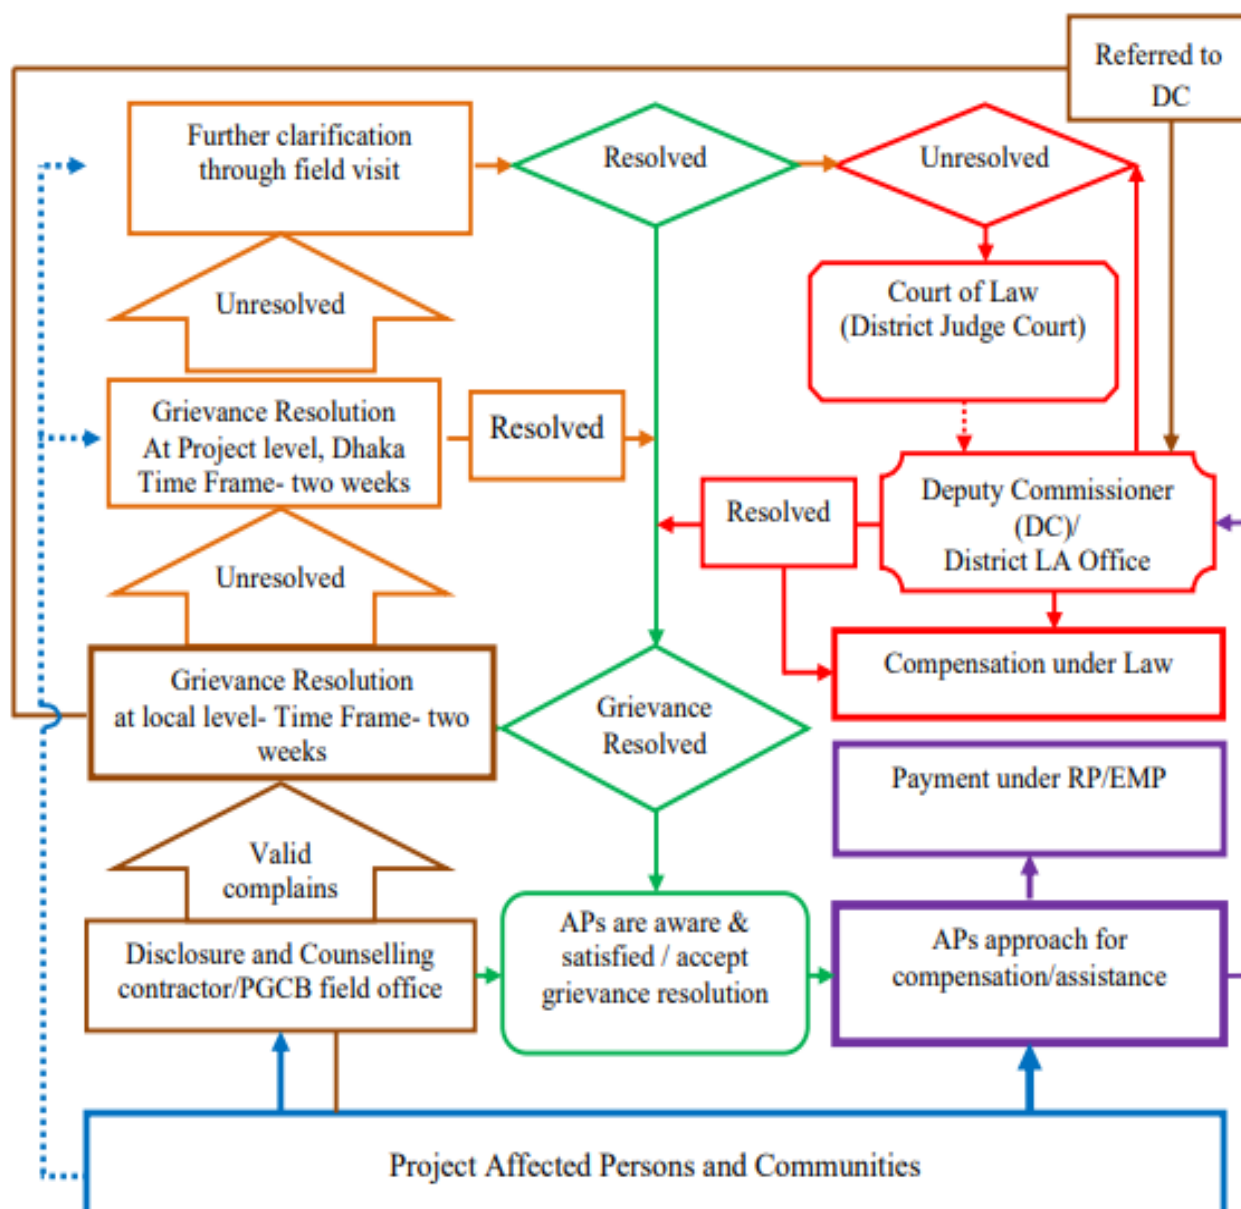 Referred to
DC
Further clarification
through field visit
Resolved
Unresolved
Unresolved
Court of Law
(District Judge Court)
Grievance Resolution
At Project level, Dhaka
Time Frame- two weeks
Resolved
Deputy Commissioner
(DC)/
District LA Office
Resolved
Unresolved
Grievance Resolution
at local level- Time Frame- two
weeks
Grievance
Resolved
Compensation under Law
Payment under RP/EMP
Valid
complains
Disclosure and Counselling
contractor/PGCB field office
APs are aware &
satisfied / accept
grievance resolution
APs approach for
compensation/assistance
Project Affected Persons and Communities